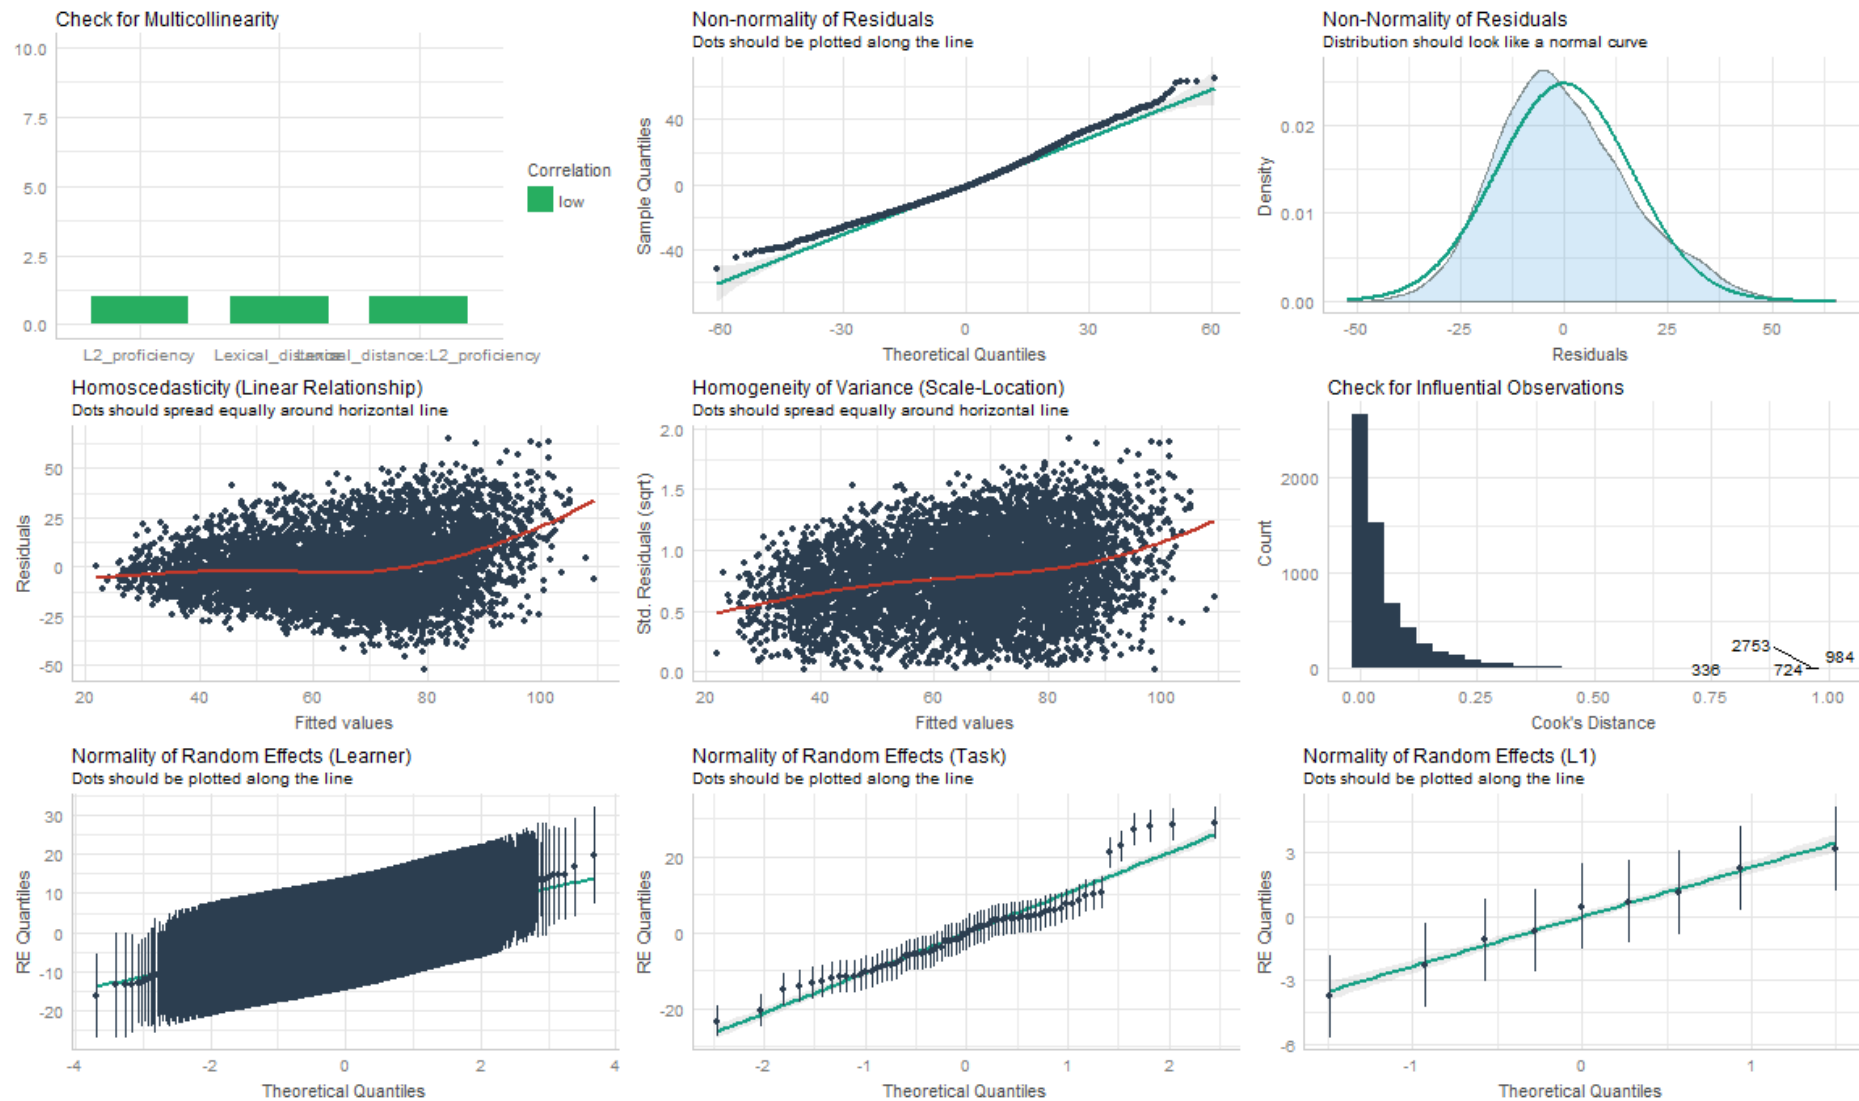 Check for Multicollinearity
10.0
7.5
5.0
2.5
0.0
L2_proficiency
Lexical_distance
Lexical_distance:L2_proficiency
Correlation
low
Non-normality of Residuals
Dots should be plotted along the line
Sample Quantiles
40
0
-40
-60 -30 0 30 60
Theoretical Quantiles
Non-Normality of Residuals
Distribution should look like a normal curve
Density
0.02
0.01
0.00
-50 -25 0 25 50
Residuals
Homoscedasticity (Linear Relationship)
Dots should spread equally around horizontal line
Residuals
50
25
0
-25
-50
20 40 60 80 100
Fitted values
Homogeneity of Variance (Scale-Location)
Dots should spread equally around horizontal line
Std. Residuals (sqrt)
2.0
1.5
1.0
0.5
0.0
20 40 60 80 100
Fitted values
Check for Influential Observations
Count
2000
1000
0
2753
984
336
724
0.00 0.25 0.50 0.75 1.00
Cook's Distance
Normality of Random Effects (Learner)
Dots should be plotted along the line
RE Quantiles
30
20
10
0
-10
-20
-4 -2 0 2 4
Theoretical Quantiles
Normality of Random Effects (Task)
Dots should be plotted along the line
RE Quantiles
20
0
-20
-2 -1 0 1 2
Theoretical Quantiles
Normality of Random Effects (L1)
Dots should be plotted along the line
RE Quantiles
3
0
-3
-6
-1 0 1
Theoretical Quantiles